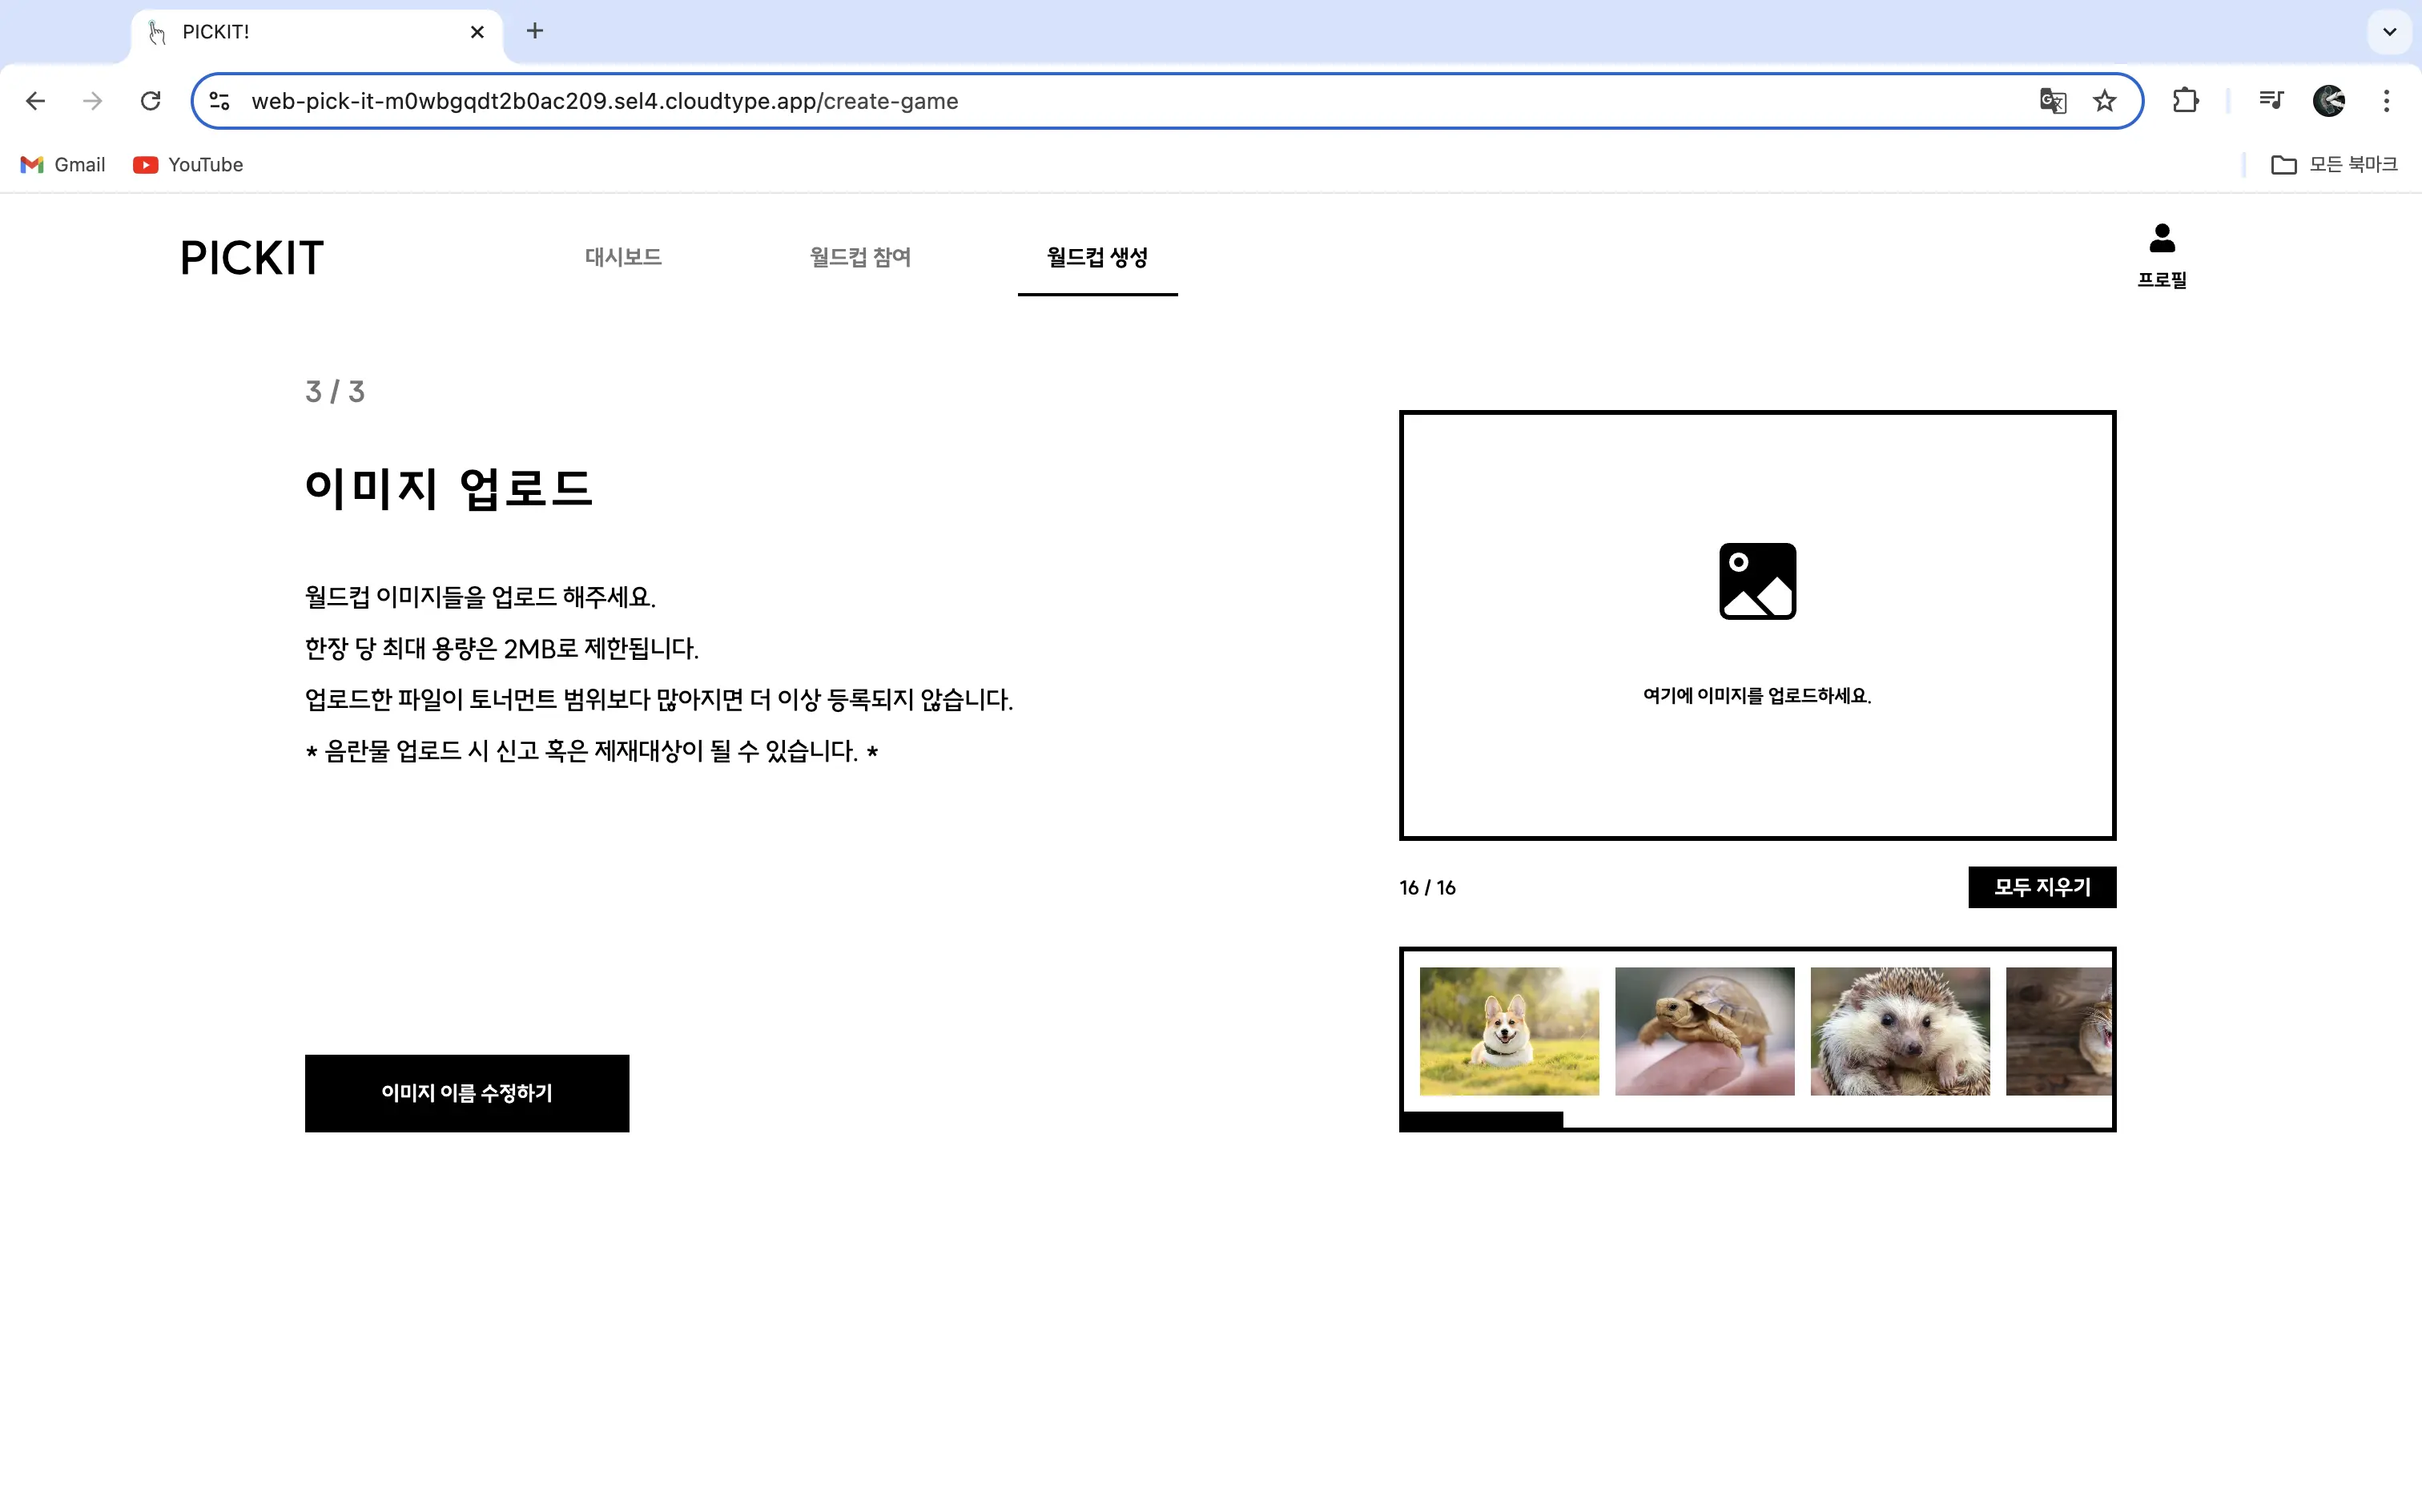 PICKIT!
web-pick-it-m0wbgqdt2b0ac209.sel4.cloudtype.app/create-game
Gmail
YouTube
모든 북마크
PICKIT
대시보드
월드컵 참여
월드컵 생성
프로필
3 / 3
이미지 업로드
월드컵 이미지들을 업로드 해주세요.
한장 당 최대 용량은 2MB로 제한됩니다.
업로드한 파일이 토너먼트 범위보다 많아지면 더 이상 등록되지 않습니다.
* 음란물 업로드 시 신고 혹은 제재대상이 될 수 있습니다. *
여기에 이미지를 업로드하세요.
16 / 16
모두 지우기
이미지 이름 수정하기